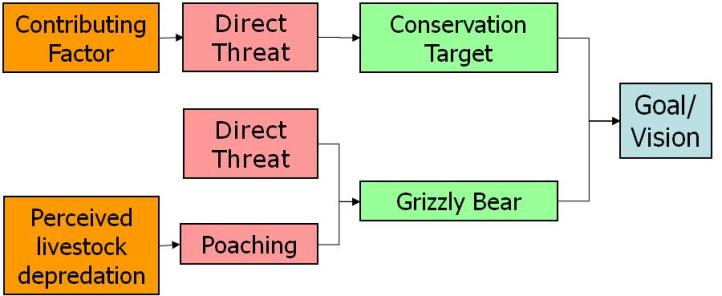 Contributing
Factor
Direct
Threat
Conservation
Target
Goal/
Vision
Direct
Threat
Grizzly Bear
Perceived
livestock
depredation
Poaching